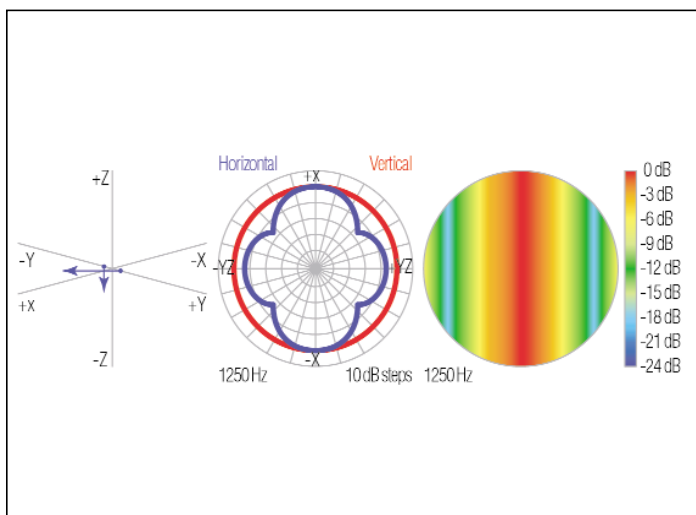 +Z
-Y
-X
+X
+Y
-Z
Horizontal
Vertical
+X
-YZ
+YZ
-X
1250 Hz
10 dB steps
1250 Hz
0 dB
-3 dB
-6 dB
-9 dB
-12 dB
-15 dB
-18 dB
-21 dB
-24 dB